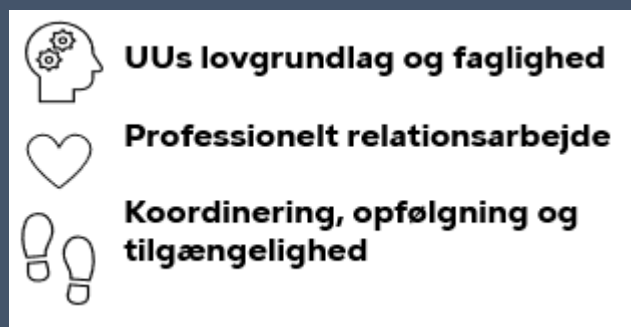 UUs lovgrundlag og faglighed
Professionelt relationsarbejde
Koordinering, opfølgning og
tilgængelighed